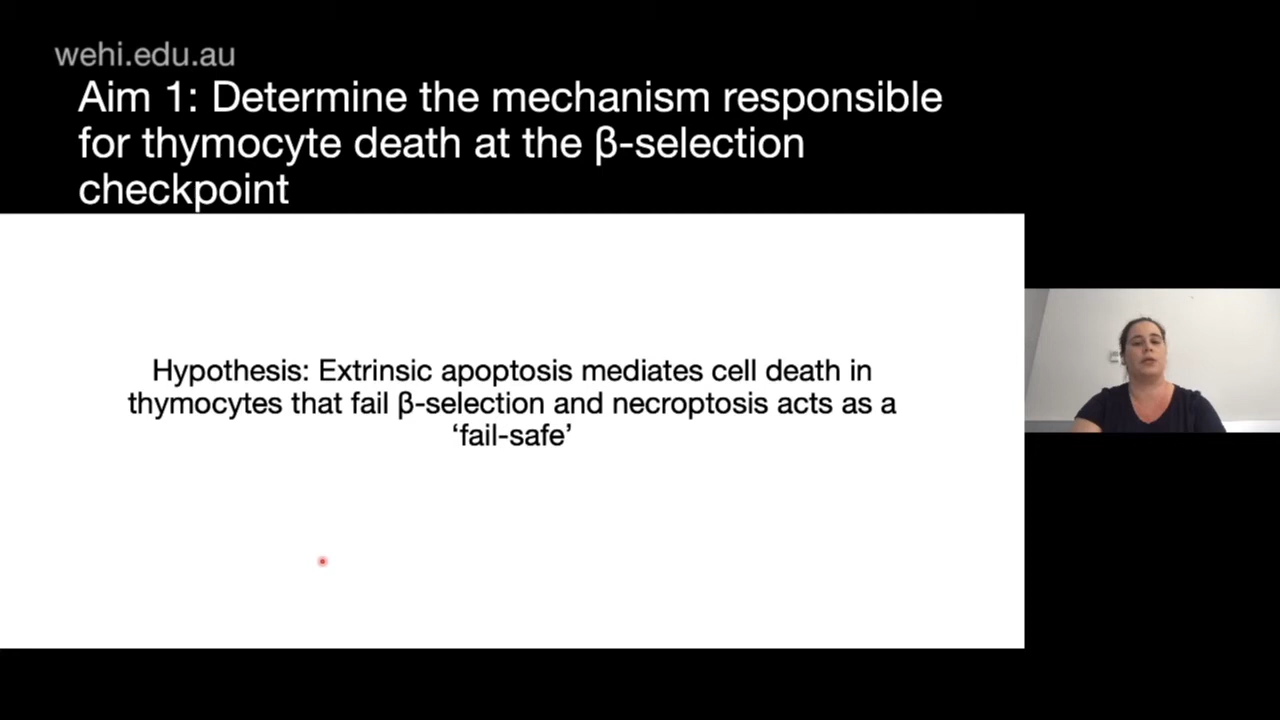 wehi.edu.au
Aim 1: Determine the mechanism responsible
for thymocyte death at the β-selection
checkpoint
Hypothesis: Extrinsic apoptosis mediates cell death in
thymocytes that fail β-selection and necroptosis acts as a
‘fail-safe’